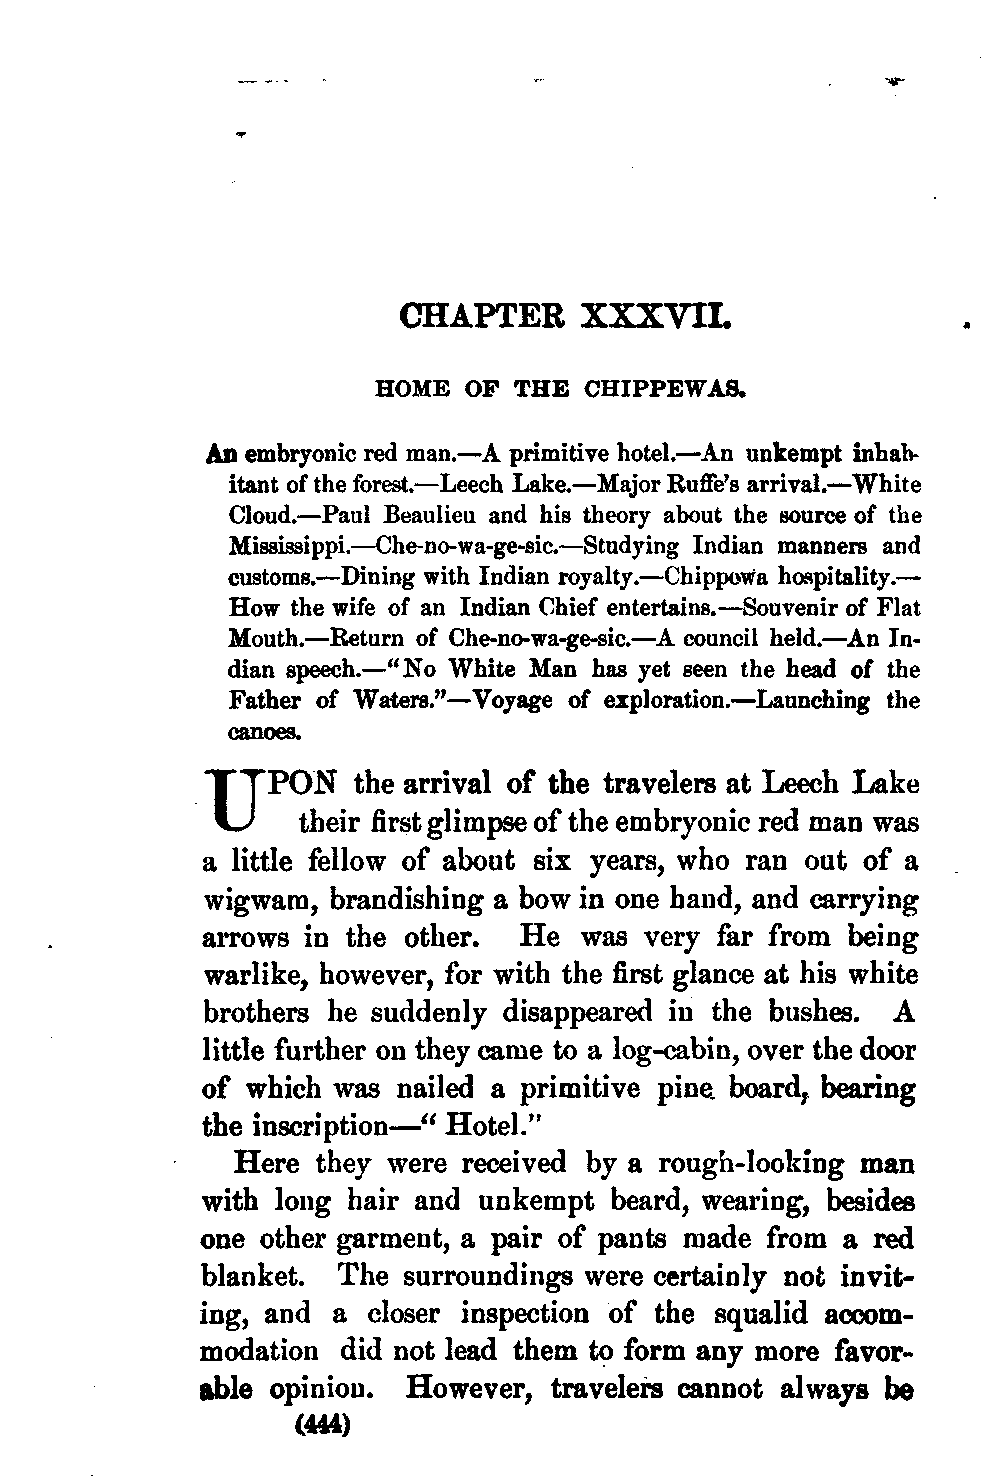 CHAPTER XXXVII.
HOME OF THE CHIPPEWAS.
An embryonic red man.—A primitive hotel.—An unkempt inhab-
itant of the forest.—Leech Lake.—Major Ruffe's arrival.—White
Cloud.—Paul Beaulieu and his theory about the source of the
Mississippi.—Che-no-wa-ge-sic.—Studying Indian manners and
customs.—Dining with Indian royalty.—Chippowa hospitality.—
How the wife of an Indian Chief entertains.—Souvenir of Flat
Mouth.—Return of Che-no-wa-ge-sic.—A council held.—An In-
dian speech.—"No White Man has yet seen the head of the
Father of Waters."—Voyage of exploration.—Launching the
canoes.
UPON the arrival of the travelers at Leech Lake
their first glimpse of the embryonic red man was
a little fellow of about six years, who ran out of a
wigwam, brandishing a bow in one hand, and carrying
arrows in the other. He was very far from being
warlike, however, for with the first glance at his white
brothers he suddenly disappeared in the bushes. A
little further on they came to a log-cabin, over the door
of which was nailed a primitive pine board, bearing
the inscription—" Hotel."
Here they were received by a rough-looking man
with long hair and unkempt beard, wearing, besides
one other garment, a pair of pants made from a red
blanket. The surroundings were certainly not invit-
ing, and a closer inspection of the squalid accom-
modation did not lead them to form any more favor-
able opinion. However, travelers cannot always be
(444)